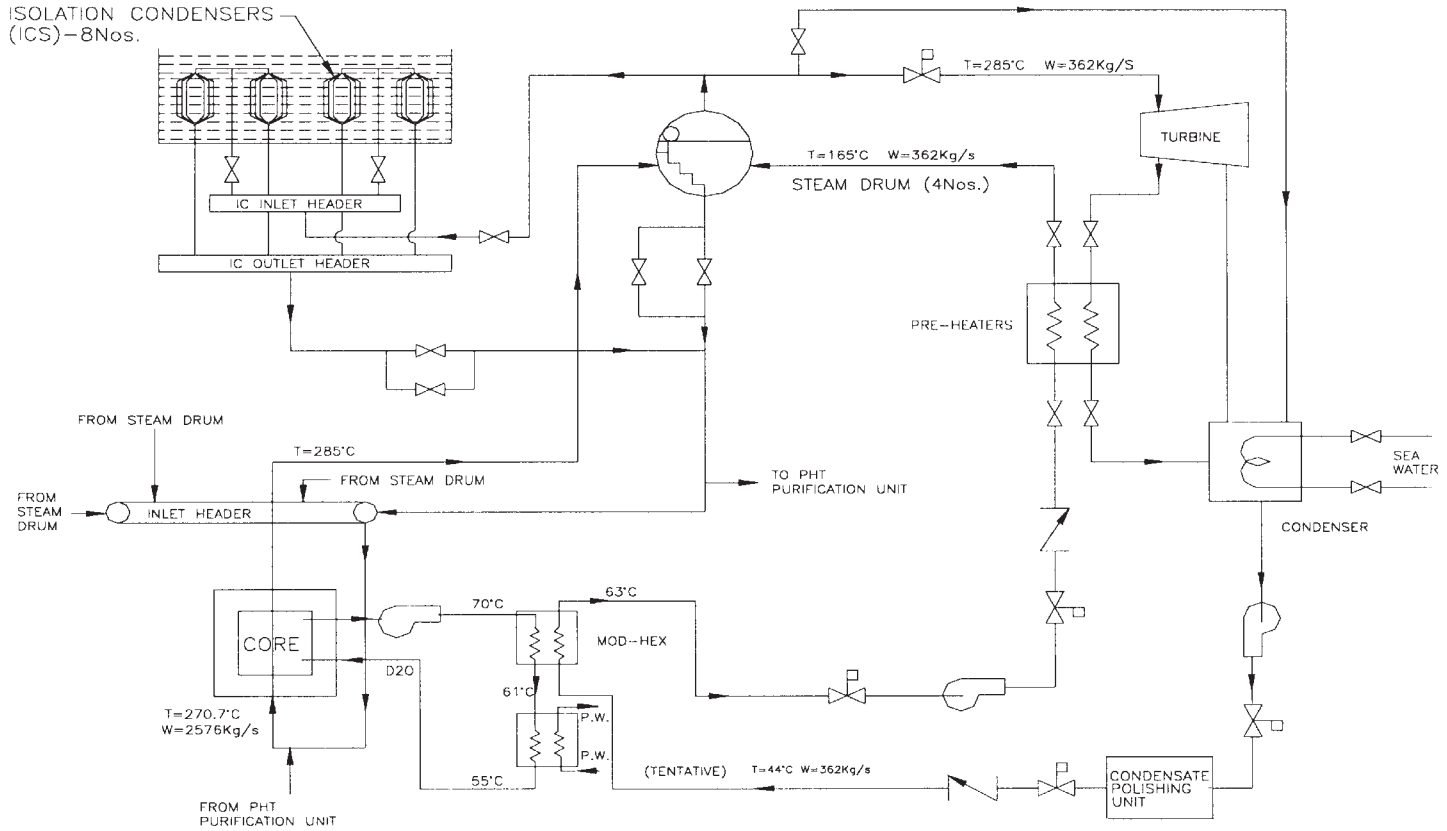 ISOLATION CONDENSERS
(ICS)-8Nos.
T=285°C W=362Kg/S
TURBINE
T=165°C W=362Kg/s
STEAM DRUM (4Nos.)
IC INLET HEADER
IC OUTLET HEADER
PRE-HEATERS
FROM STEAM DRUM
T=285°C
FROM STEAM DRUM
FROM
STEAM
DRUM
INLET HEADER
TO PHT
PURIFICATION UNIT
SEA
WATER
CONDENSER
70°C
63°C
MOD-HEX
CORE
D2O
61°C
T=270.7°C
W=2576Kg/s
P.W.
P.W.
55°C
(TENTATIVE) T=44°C W=362Kg/s
CONDENSATE
POLISHING
UNIT
FROM PHT
PURIFICATION UNIT